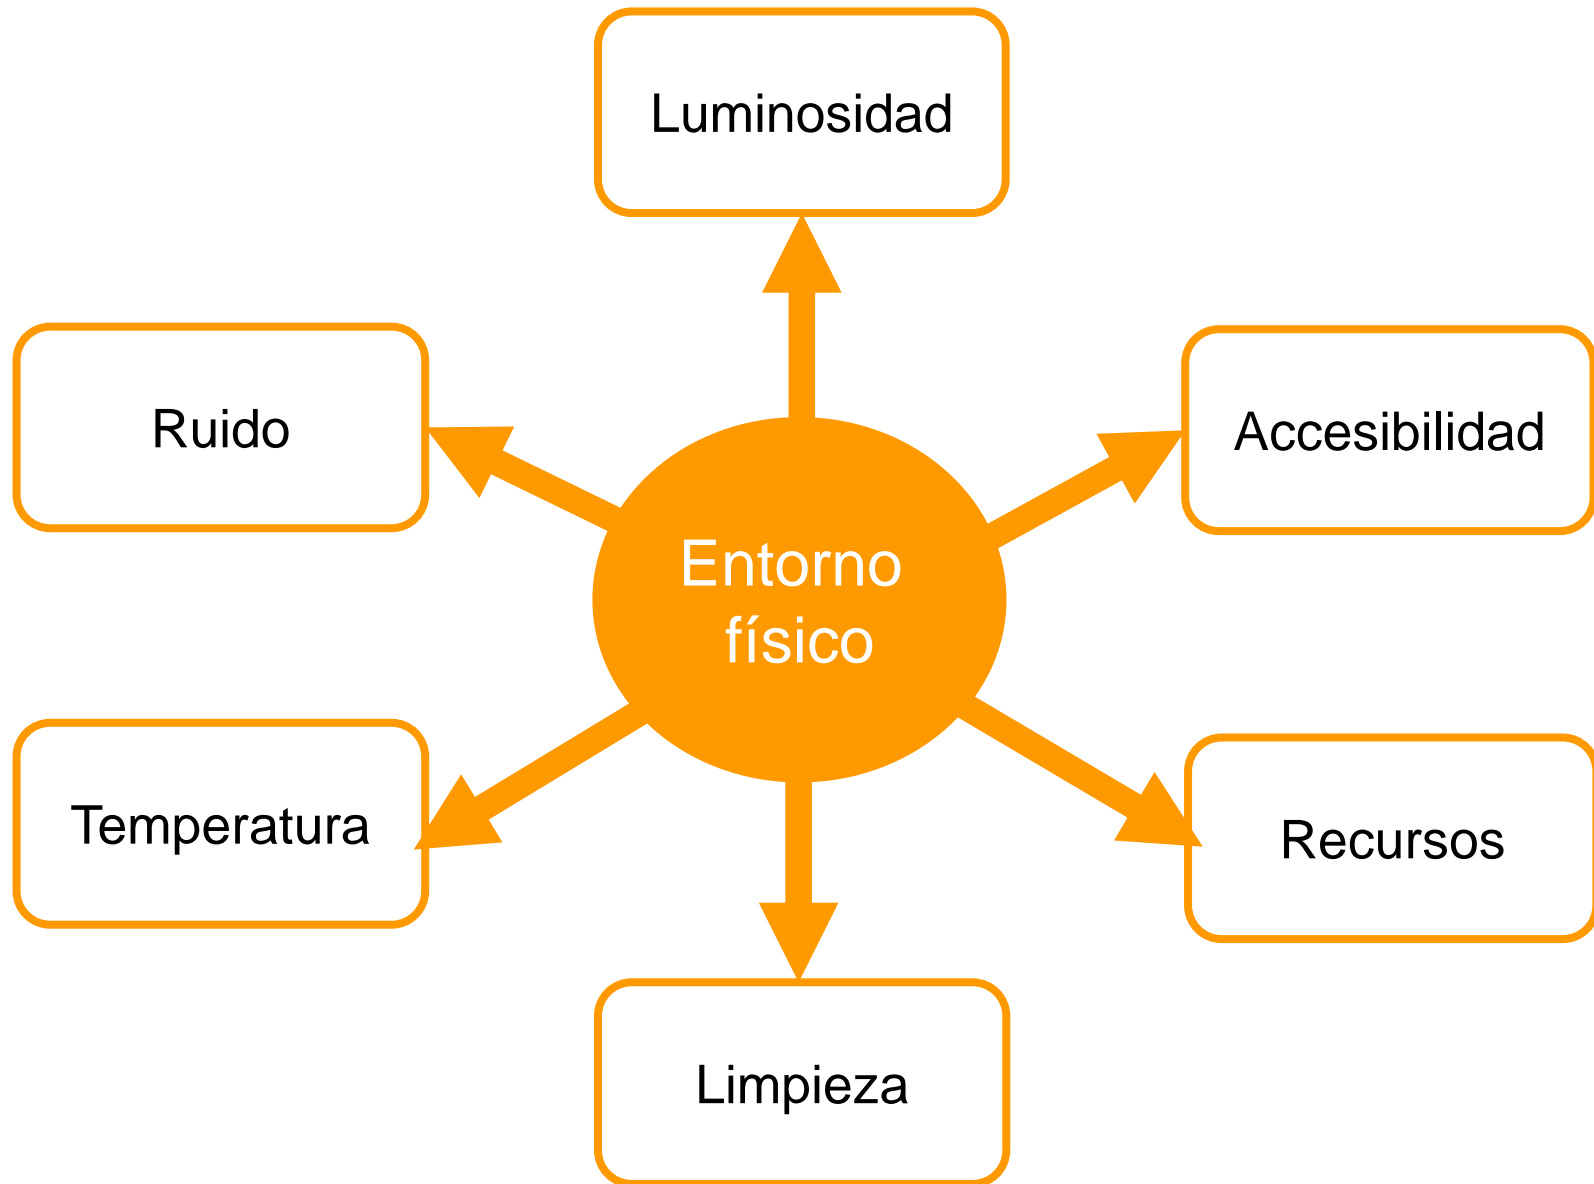 Luminosidad
Ruido
Accesibilidad
Entorno
físico
Temperatura
Recursos
Limpieza